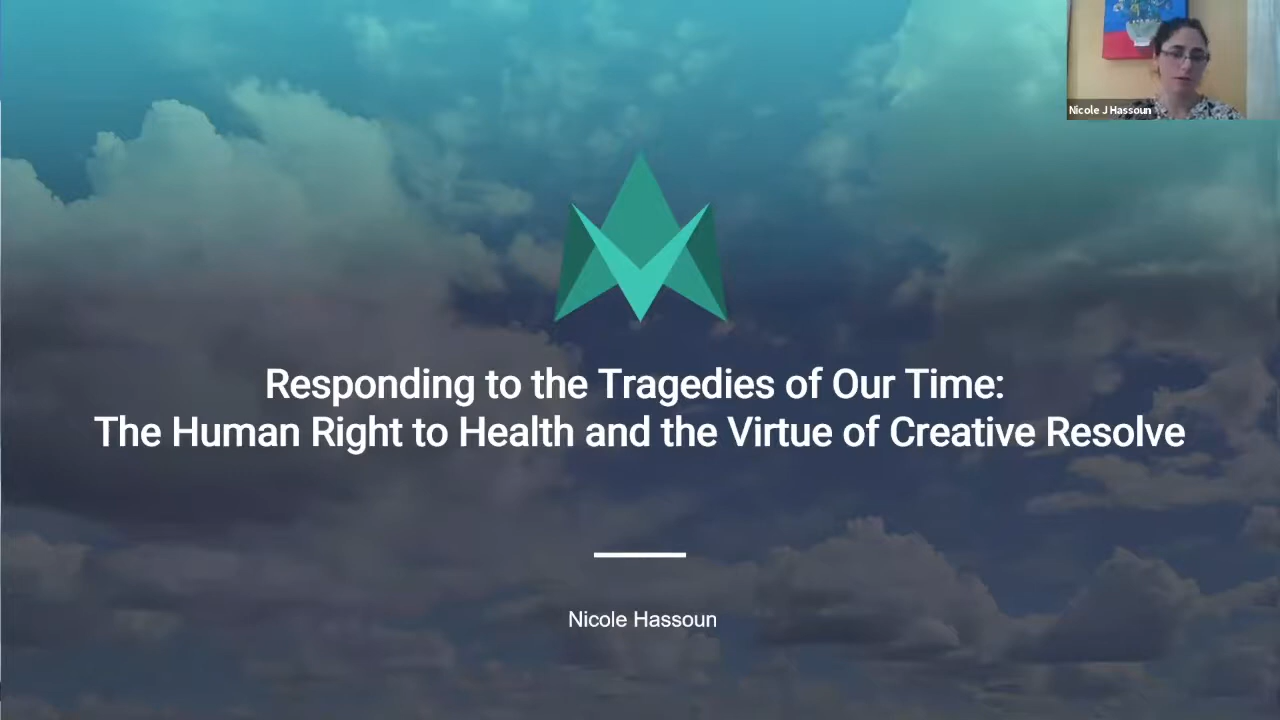 Nicole J Hassoun
Responding to the Tragedies of Our Time:
The Human Right to Health and the Virtue of Creative Resolve
Nicole Hassoun